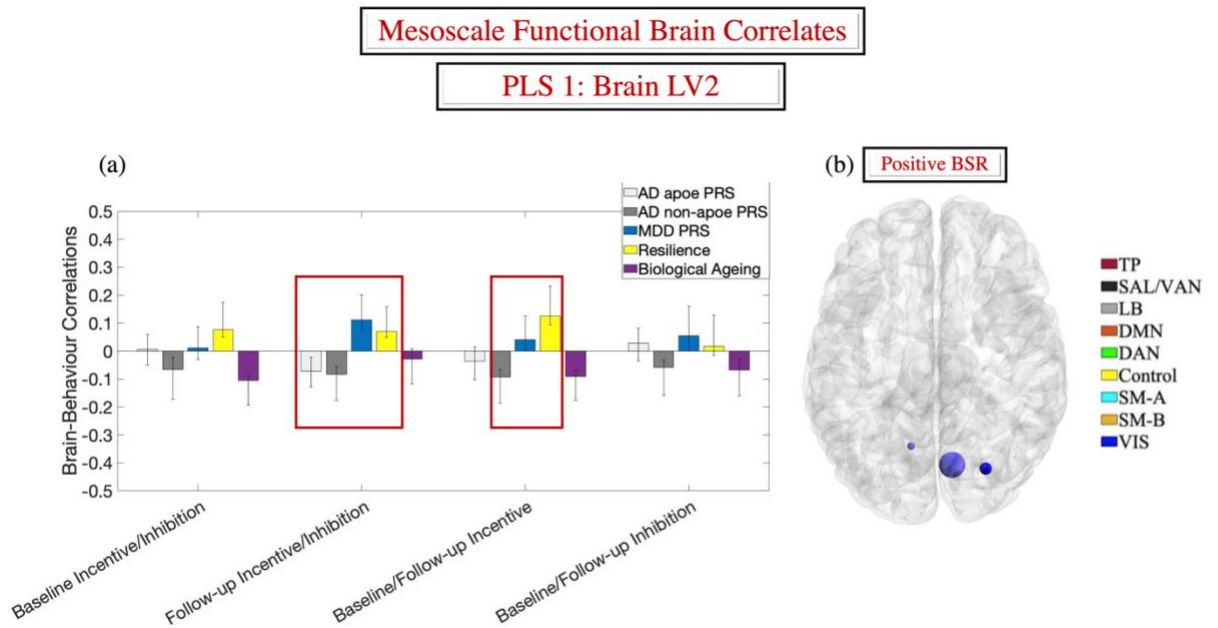 Mesoscale Functional Brain Correlates
PLS 1: Brain LV2
(a)
AD apoe PRS
AD non-apoe PRS
MDD PRS
Resilience
Biological Ageing
Brain-Behaviour Correlations
0.5
0.4
0.3
0.2
0.1
0
-0.1
-0.2
-0.3
-0.4
-0.5
Baseline Incentive/Inhibition
Follow-up Incentive/Inhibition
Baseline/Follow-up Incentive
Baseline/Follow-up Inhibition
(b)
Positive BSR
TP
SAL/VAN
LB
DMN
DAN
Control
SM-A
SM-B
VIS